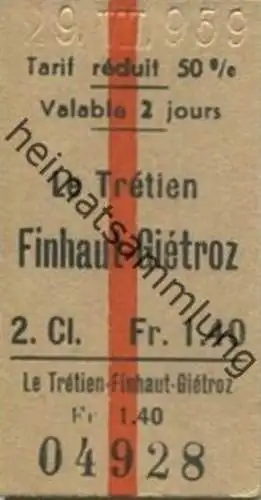 29.VII.959
Tarif réduit 50 %
Valable 2 jours
Le Trétien
Finhaut-Giétroz
2. Cl. Fr. 1.40
Le Trétien-Finhaut-Giétroz
Fr 1.40
04928
heimatsammlung.de